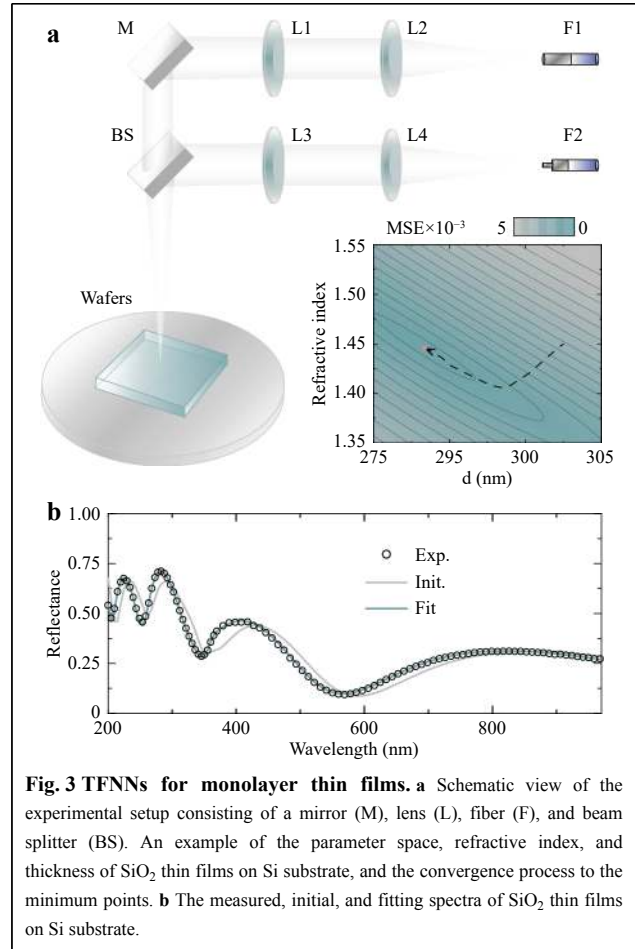 a
M
L1
L2
F1
BS
L3
L4
F2
MSE×10⁻³ 5 0
Wafers
Refractive index
1.55
1.50
1.45
1.40
1.35
275 295 300 305
d (nm)
b
Reflectance
1.00
0.75
0.50
0.25
0
Exp.
Init.
Fit
200 400 600 800
Wavelength (nm)
Fig. 3 TFNNs for monolayer thin films. a Schematic view of the
experimental setup consisting of a mirror (M), lens (L), fiber (F), and beam
splitter (BS). An example of the parameter space, refractive index, and
thickness of SiO₂ thin films on Si substrate, and the convergence process to the
minimum points. b The measured, initial, and fitting spectra of SiO₂ thin films
on Si substrate.